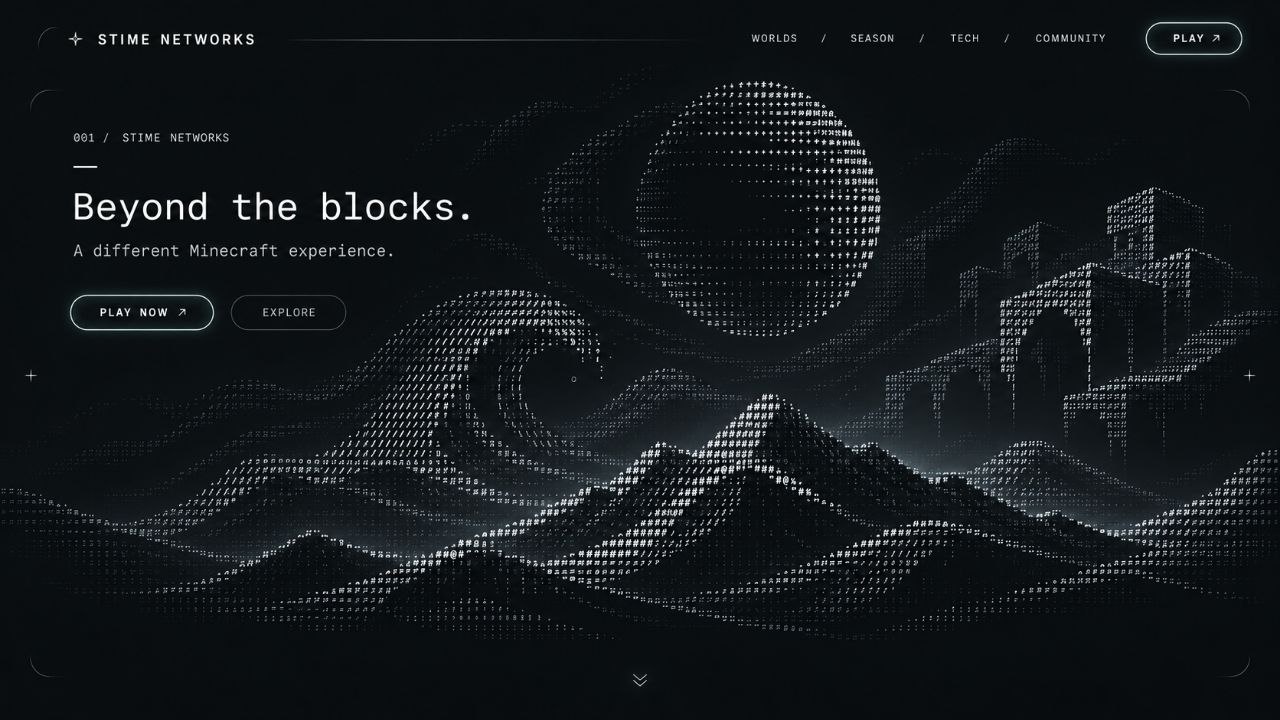 STIME NETWORKS
WORLDS / SEASON / TECH / COMMUNITY
PLAY ↗
001 / STIME NETWORKS
Beyond the blocks.
A different Minecraft experience.
PLAY NOW ↗
EXPLORE